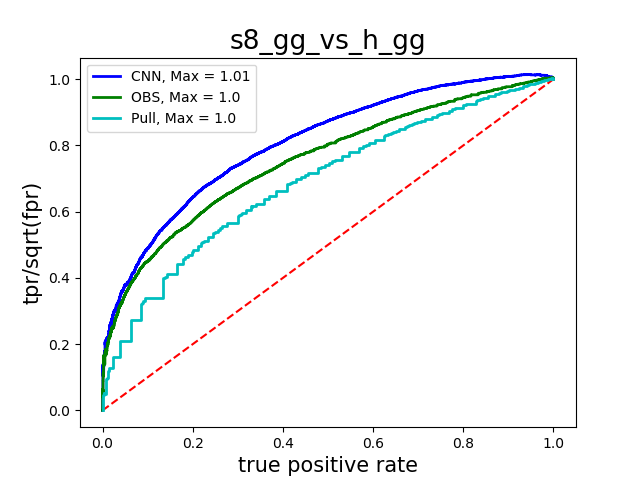 s8_gg_vs_h_gg
CNN, Max = 1.01
OBS, Max = 1.0
Pull, Max = 1.0
tpr/sqrt(fpr)
1.0
0.8
0.6
0.4
0.2
0.0
0.0 0.2 0.4 0.6 0.8 1.0
true positive rate